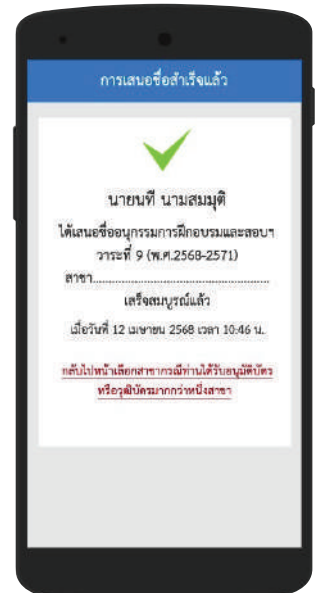 การเสนอชื่อสำเร็จแล้ว
นายนที นามสมมุติ
ได้เสนอชื่ออนุกรรมการฝึกอบรมและสอบฯ
วาระที่ 9 (พ.ศ.2568-2571)
สาขา............................................................
เสร็จสมบูรณ์แล้ว
เมื่อวันที่ 12 เมษายน 2568 เวลา 10:46 น.
กลับไปหน้าเลือกสาขากรณีท่านได้รับอนุมัติบัตร
หรือวุฒิบัตรมากกว่าหนึ่งสาขา